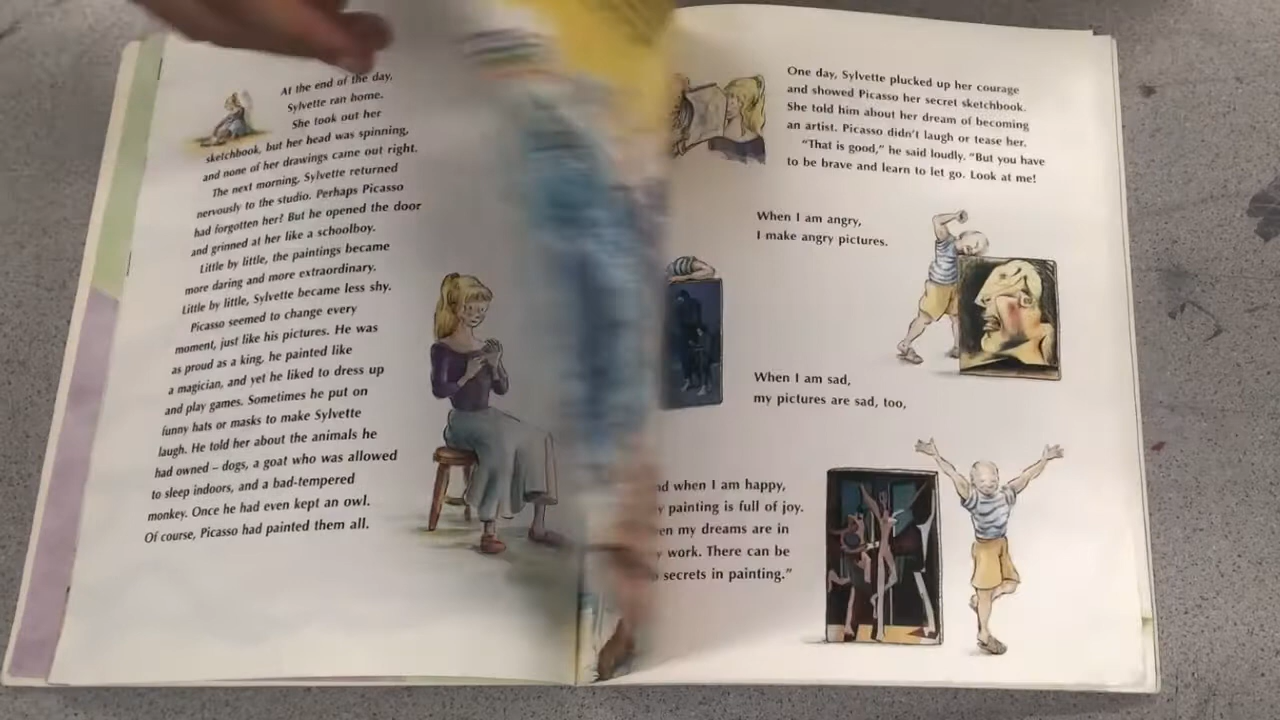 At the end of the day,
Sylvette ran home.
She took out her
sketchbook, but her head was spinning,
and none of her drawings came out right.
The next morning, Sylvette returned
nervously to the studio. Perhaps Picasso
had forgotten her? But he opened the door
and grinned at her like a schoolboy.
Little by little, the paintings became
more daring and more extraordinary.
Little by little, Sylvette became less shy.
Picasso seemed to change every
moment, just like his pictures. He was
as proud as a king, he painted like
a magician, and yet he liked to dress up
and play games. Sometimes he put on
funny hats or masks to make Sylvette
laugh. He told her about the animals he
had owned – dogs, a goat who was allowed
to sleep indoors, and a bad-tempered
monkey. Once he had even kept an owl.
Of course, Picasso had painted them all.
One day, Sylvette plucked up her courage
and showed Picasso her secret sketchbook.
She told him about her dream of becoming
an artist. Picasso didn't laugh or tease her.
"That is good," he said loudly. "But you have
to be brave and learn to let go. Look at me!
When I am angry,
I make angry pictures.
When I am sad,
my pictures are sad, too,
when I am happy,
painting is full of joy.
my dreams are in
work. There can be
secrets in painting."